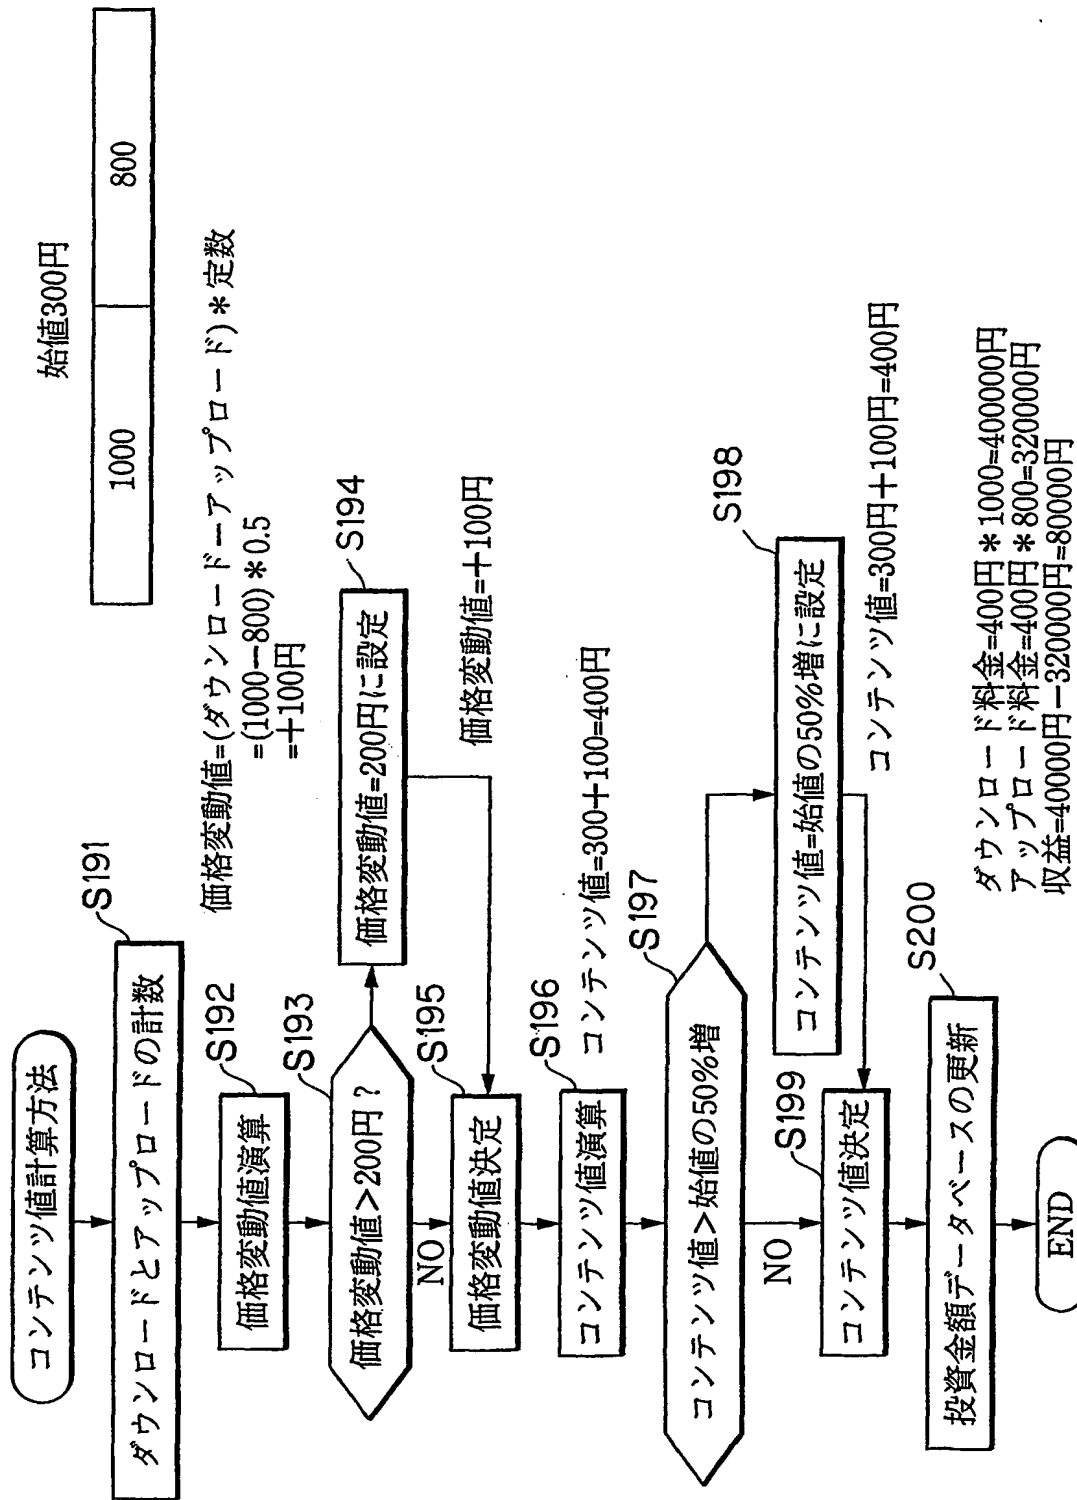 コンテンツ値計算方法
始値300円
1000
800
ダウンロードとアップロードの計数
S191
価格変動値演算
S192
価格変動値=(ダウンローードーアップロード)*定数
=(1000−800)*0.5
=+100円
価格変動値>200円?
S193
NO
価格変動値=200円に設定
S194
価格変動値決定
S195
価格変動値=+100円
コンテンツ値演算
S196
コンテンツ値=300+100=400円
コンテンツ値>始値の50%増
S197
NO
コンテンツ値=始値の50%増に設定
S198
コンテンツ値決定
S199
コンテンツ値=300円+100円=400円
投資金額データベースの更新
S200
END
ダウンロード料金=400円*1000=400000円
アップロード料金=400円*800=320000円
収益=40000円−320000円=80000円